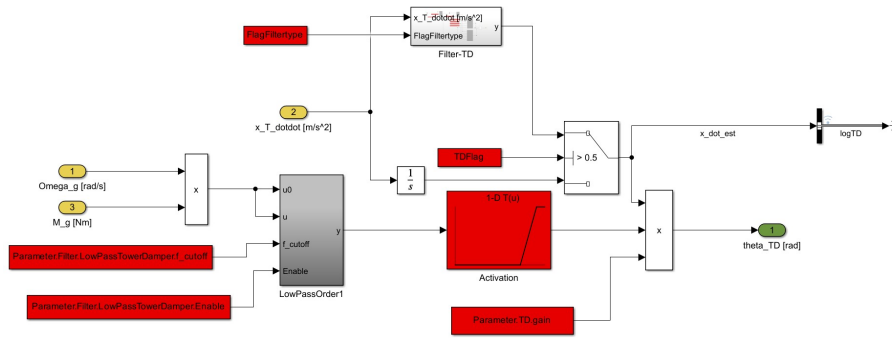 x_T_dotdot [m/s^2]
y
FlagFiltertype
FlagFiltertype
Filter-TD
2
x_T_dotdot [m/s^2]
x_dot_est
logTD
TDFlag
> 0.5
1
Omega_g [rad/s]
x
1
s
3
M_g [Nm]
u0
u
f_cutoff
Enable
y
LowPassOrder1
1-D T(u)
Activation
x
1
theta_TD [rad]
Parameter.Filter.LowPassTowerDamper.f_cutoff
Parameter.Filter.LowPassTowerDamper.Enable
Parameter.TD.gain